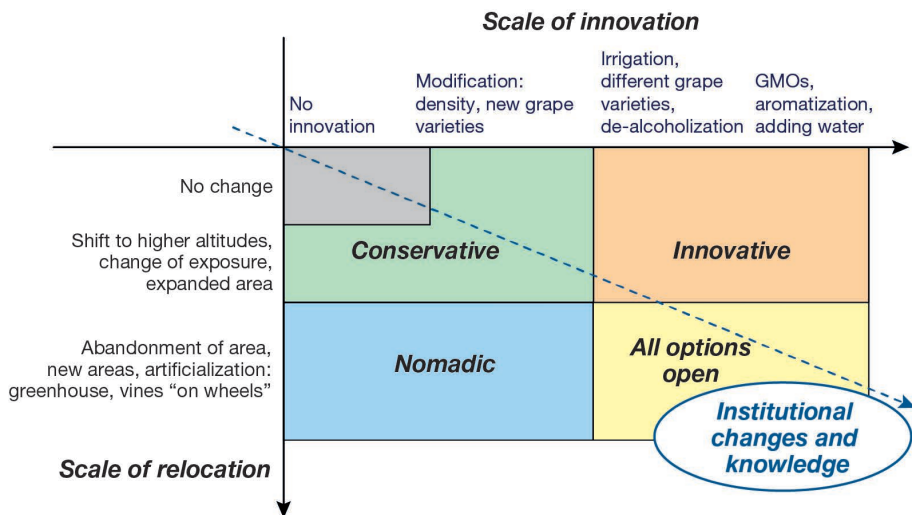 Scale of innovation
No
innovation
Modification:
density, new grape
varieties
Irrigation,
different grape
varieties,
de-alcoholization
GMOs,
aromatization,
adding water
No change
Shift to higher altitudes,
change of exposure,
expanded area
Conservative
Innovative
Abandonment of area,
new areas, artificialization:
greenhouse, vines “on wheels”
Nomadic
All options
open
Institutional
changes and
knowledge
Scale of relocation